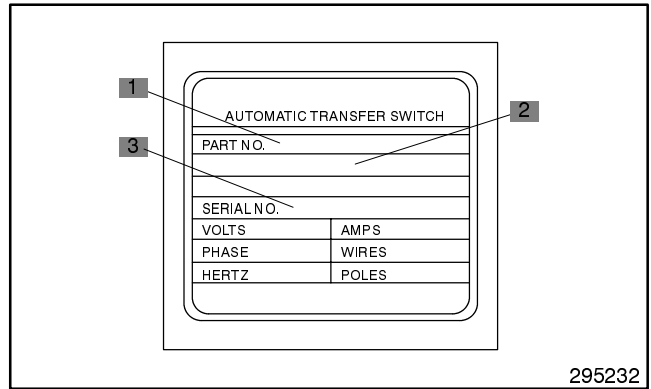 1
AUTOMATIC TRANSFER SWITCH
2
PART NO.
3
SERIAL NO.
VOLTS AMPS
PHASE WIRES
HERTZ POLES
295232